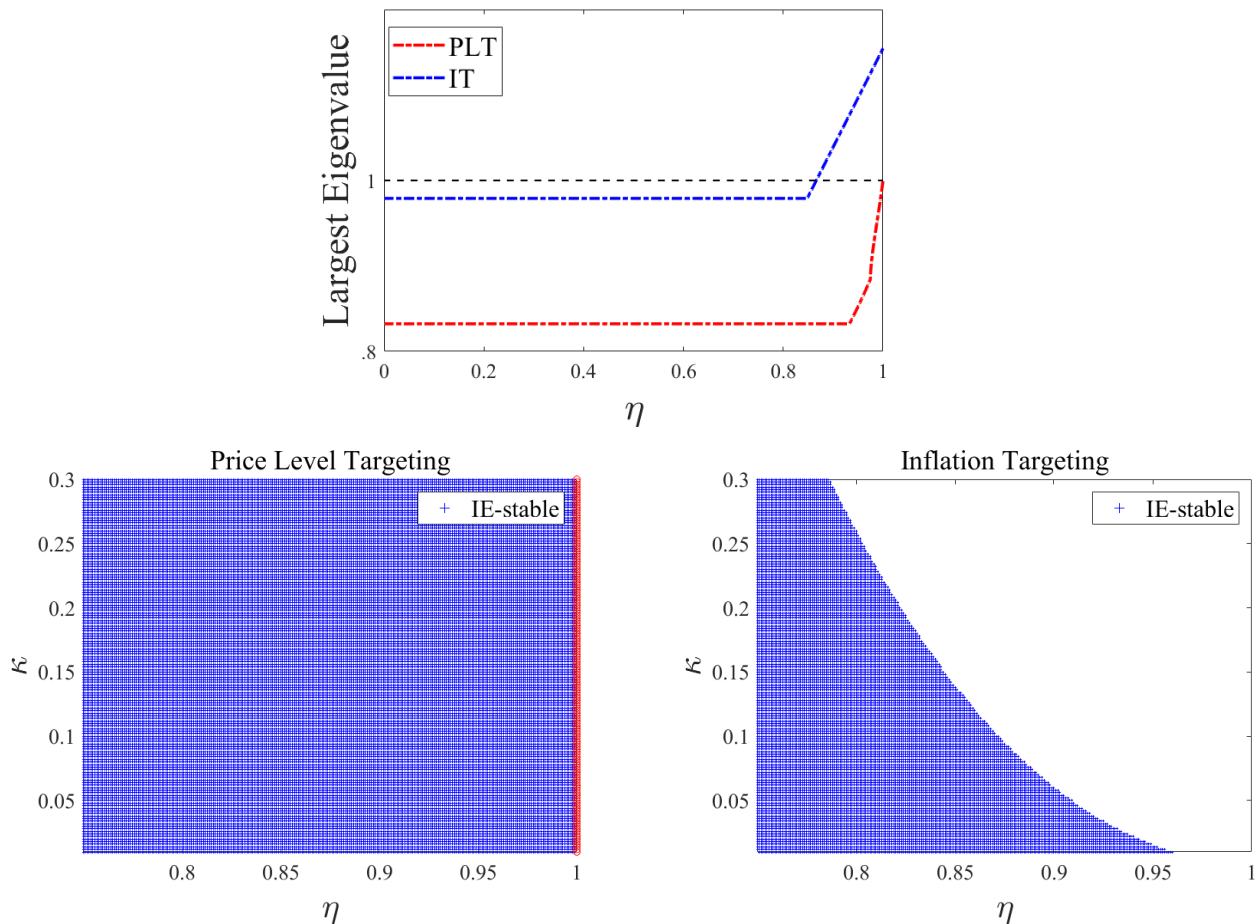 Largest Eigenvalue
PLT
IT
1
.8
0 0.2 0.4 0.6 0.8 1
η
Price Level Targeting
IE-stable
κ
0.3
0.25
0.2
0.15
0.1
0.05
0.8 0.85 0.9 0.95 1
η
Inflation Targeting
IE-stable
κ
0.3
0.25
0.2
0.15
0.1
0.05
0.8 0.85 0.9 0.95 1
η